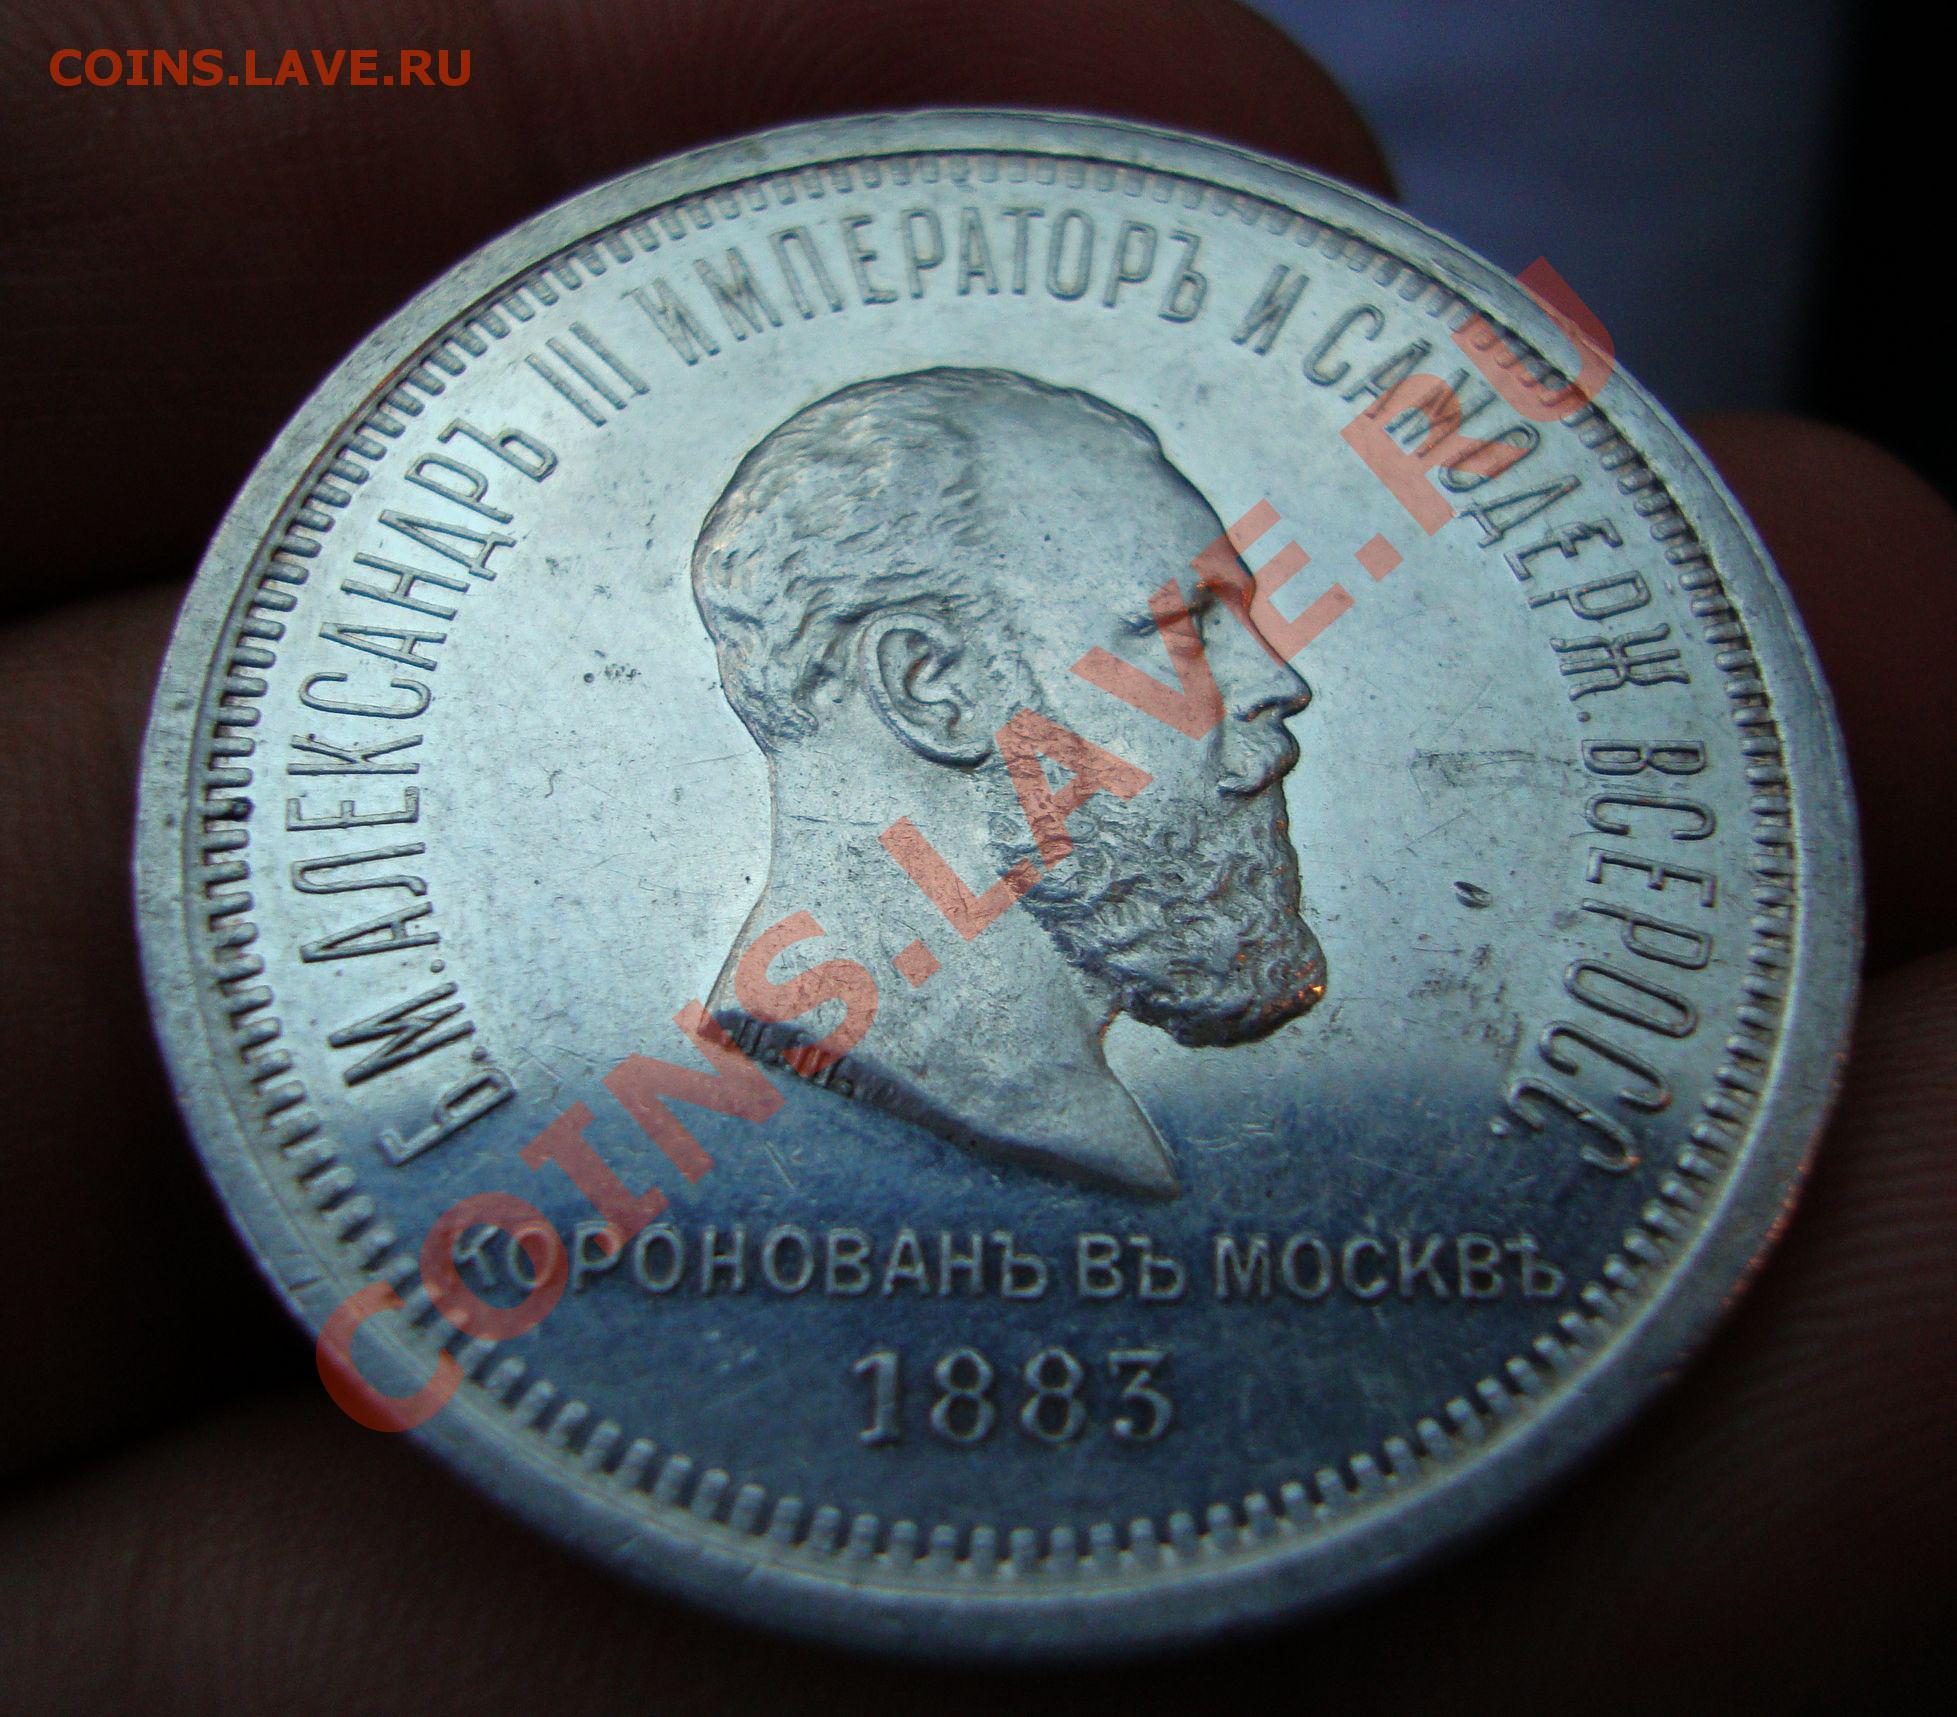 COINS.LAVE.RU
Б.М.АЛЕКСАНДРЪ III ИМПЕРАТОРЪ И САМОДЕРЖ.ВСЕРОСС.
COINS.LAVE.RU
КОРОНОВАНЪ ВЪ МОСКВѢ
1883